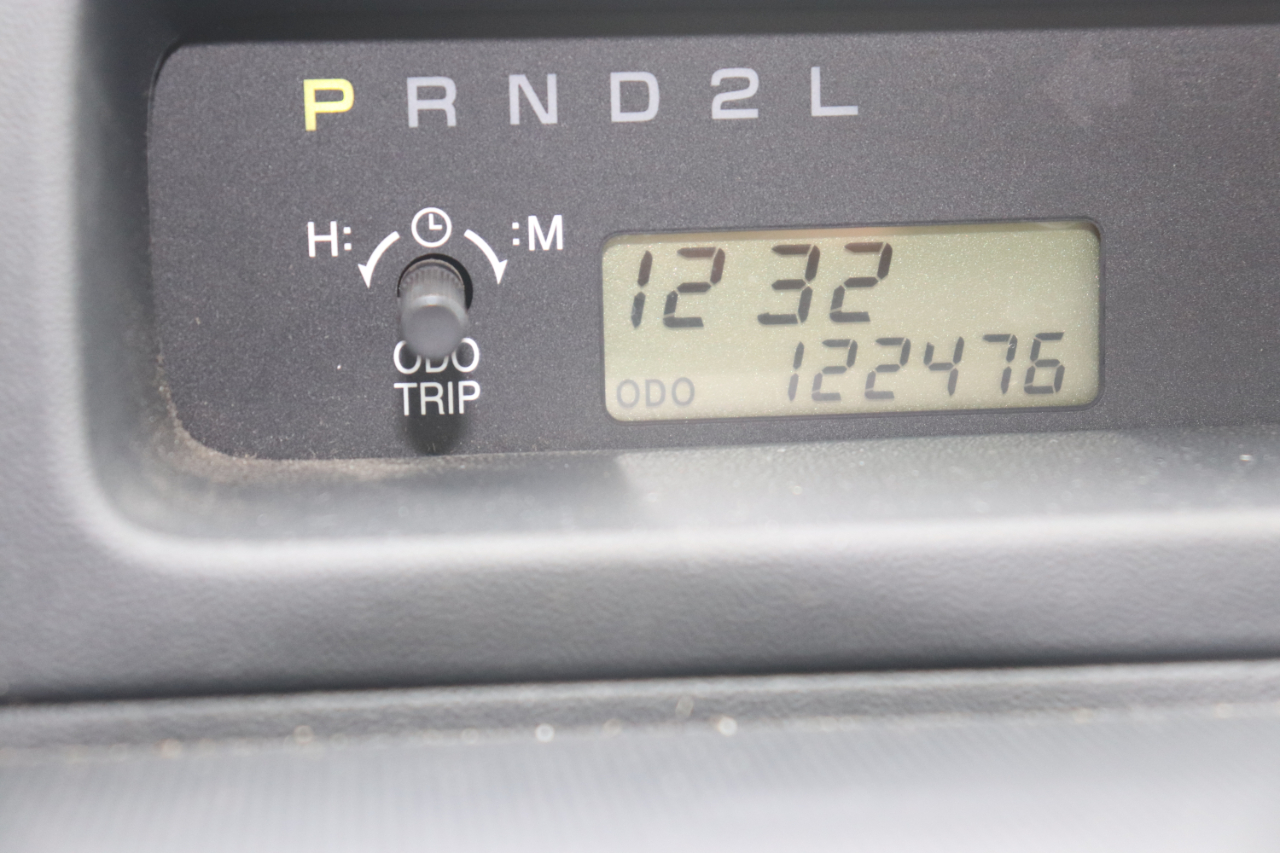 P R N D 2 L
H: :M
12 32
ODO
TRIP
ODO 122476